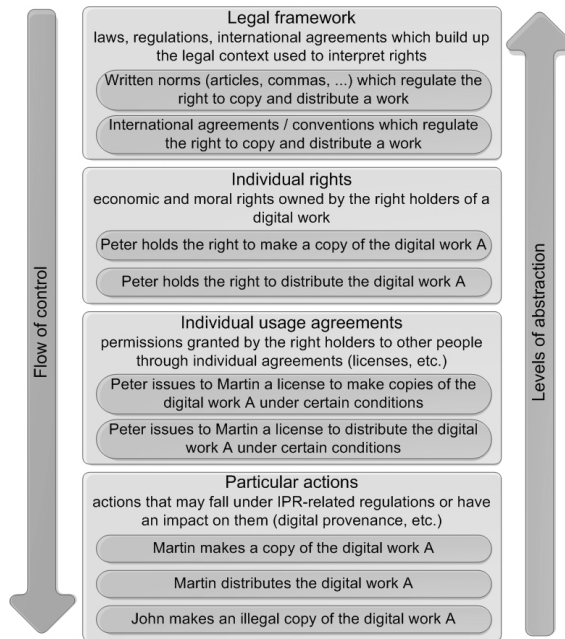 Legal framework
laws, regulations, international agreements which build up
the legal context used to interpret rights
Written norms (articles, commas, ...) which regulate the
right to copy and distribute a work
International agreements / conventions which regulate
the right to copy and distribute a work
Individual rights
economic and moral rights owned by the right holders of a
digital work
Peter holds the right to make a copy of the digital work A
Peter holds the right to distribute the digital work A
Individual usage agreements
permissions granted by the right holders to other people
through individual agreements (licenses, etc.)
Peter issues to Martin a license to make copies of the
digital work A under certain conditions
Peter issues to Martin a license to distribute the digital
work A under certain conditions
Particular actions
actions that may fall under IPR-related regulations or have
an impact on them (digital provenance, etc.)
Martin makes a copy of the digital work A
Martin distributes the digital work A
John makes an illegal copy of the digital work A
Flow of control
Levels of abstraction